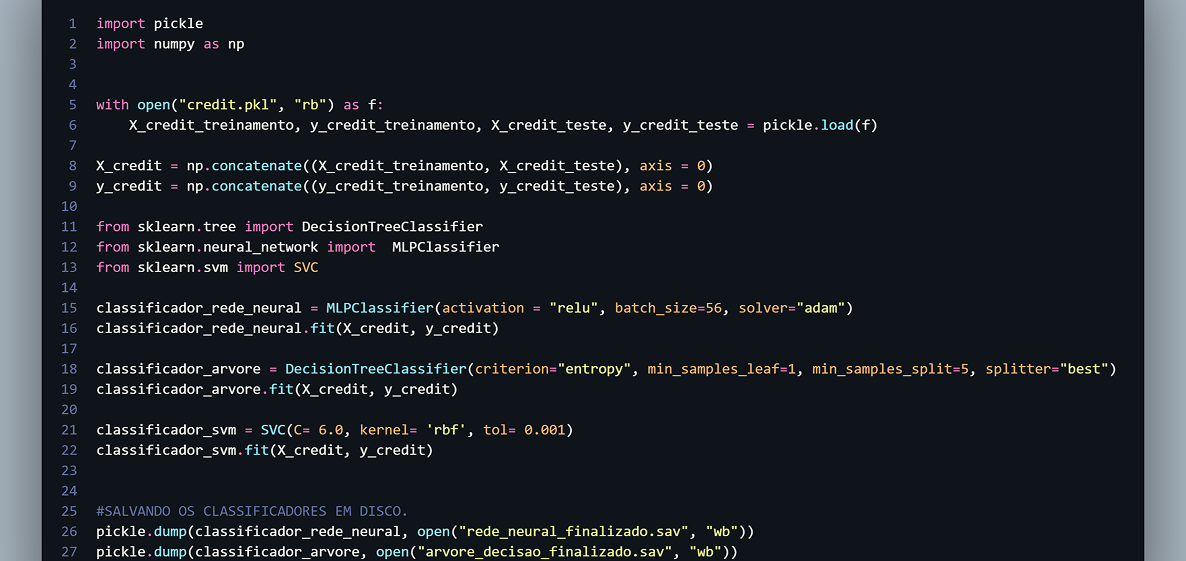 1 import pickle
2 import numpy as np
3
4
5 with open("credit.pkl", "rb") as f:
6     X_credit_treinamento, y_credit_treinamento, X_credit_teste, y_credit_teste = pickle.load(f)
7
8 X_credit = np.concatenate((X_credit_treinamento, X_credit_teste), axis = 0)
9 y_credit = np.concatenate((y_credit_treinamento, y_credit_teste), axis = 0)
10
11 from sklearn.tree import DecisionTreeClassifier
12 from sklearn.neural_network import  MLPClassifier
13 from sklearn.svm import SVC
14
15 classificador_rede_neural = MLPClassifier(activation = "relu", batch_size=56, solver="adam")
16 classificador_rede_neural.fit(X_credit, y_credit)
17
18 classificador_arvore = DecisionTreeClassifier(criterion="entropy", min_samples_leaf=1, min_samples_split=5, splitter="best")
19 classificador_arvore.fit(X_credit, y_credit)
20
21 classificador_svm = SVC(C= 6.0, kernel= 'rbf', tol= 0.001)
22 classificador_svm.fit(X_credit, y_credit)
23
24
25 #SALVANDO OS CLASSIFICADORES EM DISCO.
26 pickle.dump(classificador_rede_neural, open("rede_neural_finalizado.sav", "wb"))
27 pickle.dump(classificador_arvore, open("arvore_decisao_finalizado.sav", "wb"))